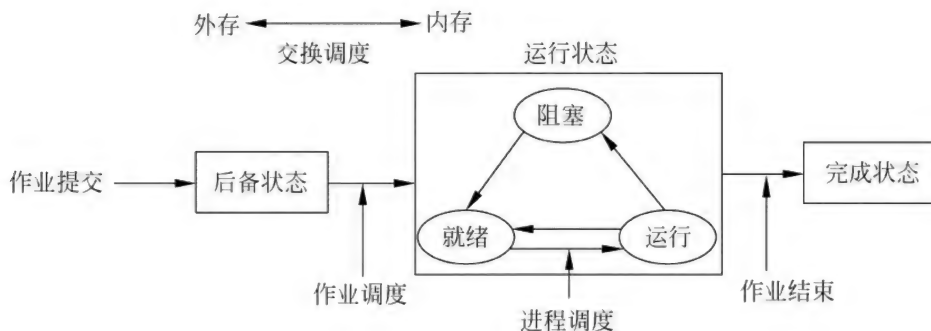 外存
内存
交换调度
运行状态
阻塞
作业提交
后备状态
完成状态
就绪
运行
作业调度
作业结束
进程调度